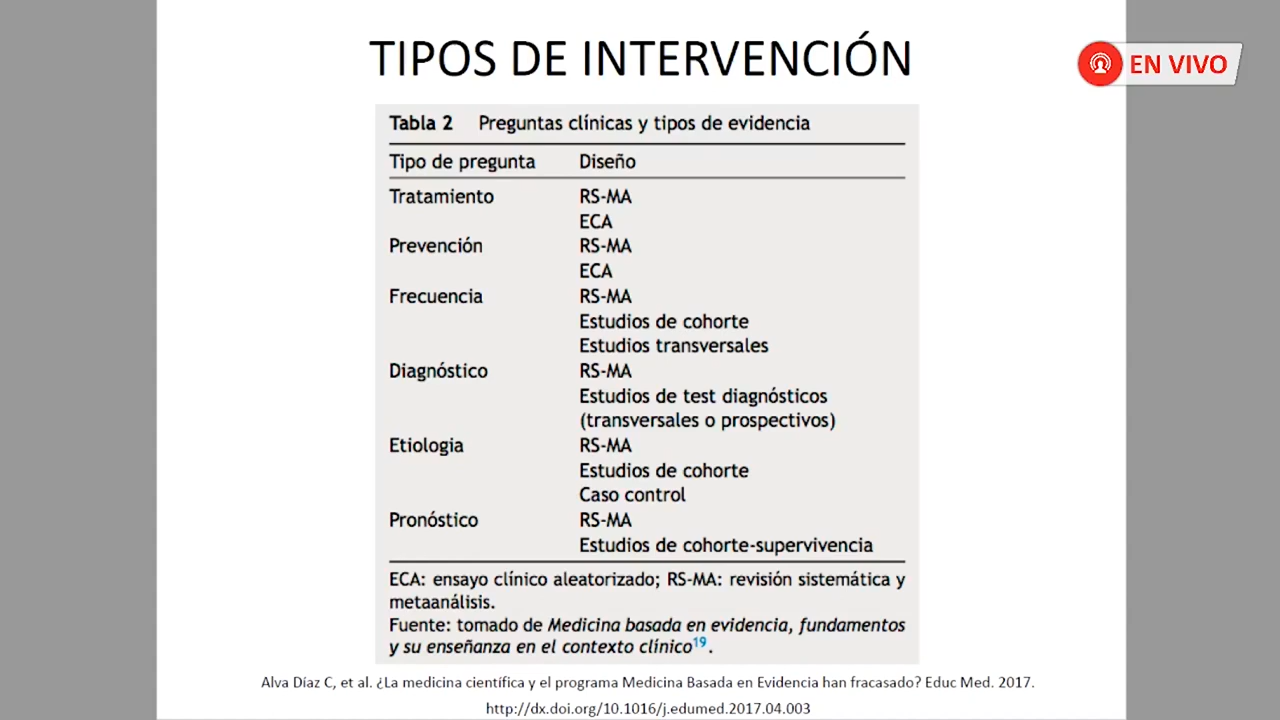 TIPOS DE INTERVENCIÓN
EN VIVO
Tabla 2 Preguntas clínicas y tipos de evidencia
Tipo de pregunta Diseño
Tratamiento RS-MA
ECA
Prevención RS-MA
ECA
Frecuencia RS-MA
Estudios de cohorte
Estudios transversales
Diagnóstico RS-MA
Estudios de test diagnósticos
(transversales o prospectivos)
Etiologia RS-MA
Estudios de cohorte
Caso control
Pronóstico RS-MA
Estudios de cohorte-supervivencia
ECA: ensayo clínico aleatorizado; RS-MA: revisión sistemática y
metaanálisis.
Fuente: tomado de Medicina basada en evidencia, fundamentos
y su enseñanza en el contexto clínico19.
Alva Díaz C, et al. ¿La medicina científica y el programa Medicina Basada en Evidencia han fracasado? Educ Med. 2017.
http://dx.doi.org/10.1016/j.edumed.2017.04.003